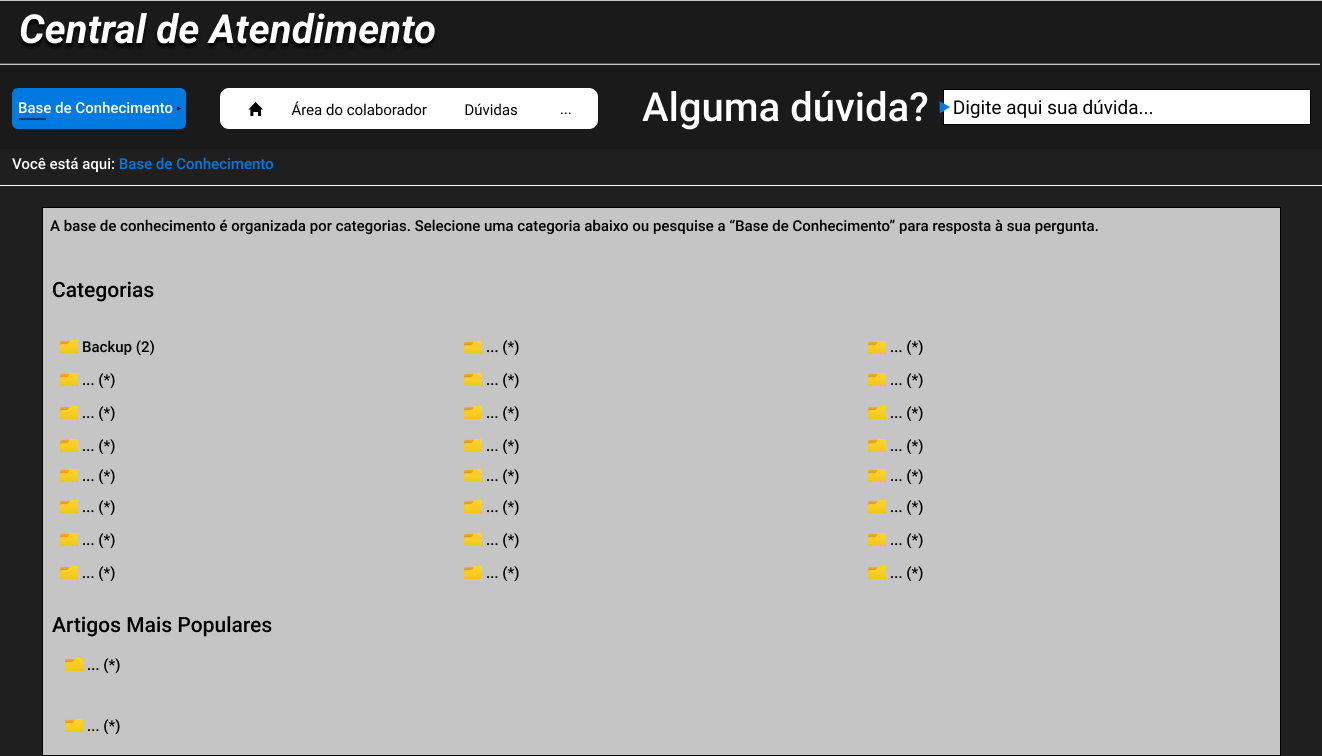 Central de Atendimento
Base de Conhecimento
Área do colaborador Dúvidas ...
Alguma dúvida? Digite aqui sua dúvida...
Você está aqui: Base de Conhecimento
A base de conhecimento é organizada por categorias. Selecione uma categoria abaixo ou pesquise a “Base de Conhecimento” para resposta à sua pergunta.
Categorias
Backup (2) ... (*) ... (*)
... (*) ... (*) ... (*)
... (*) ... (*) ... (*)
... (*) ... (*) ... (*)
... (*) ... (*) ... (*)
... (*) ... (*) ... (*)
... (*) ... (*) ... (*)
... (*) ... (*) ... (*)
Artigos Mais Populares
... (*)
... (*)